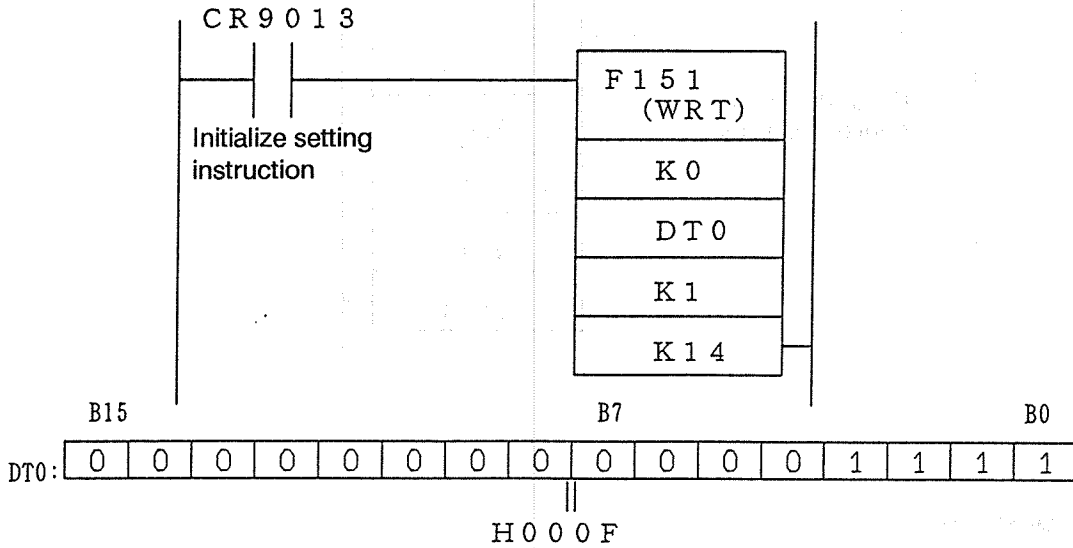 CR9013
F151
(WRT)
Initialize setting
instruction
K0
DT0
K1
K14
B15 B7 B0
DT0: 0 0 0 0 0 0 0 0 0 0 0 0 1 1 1 1
H000F